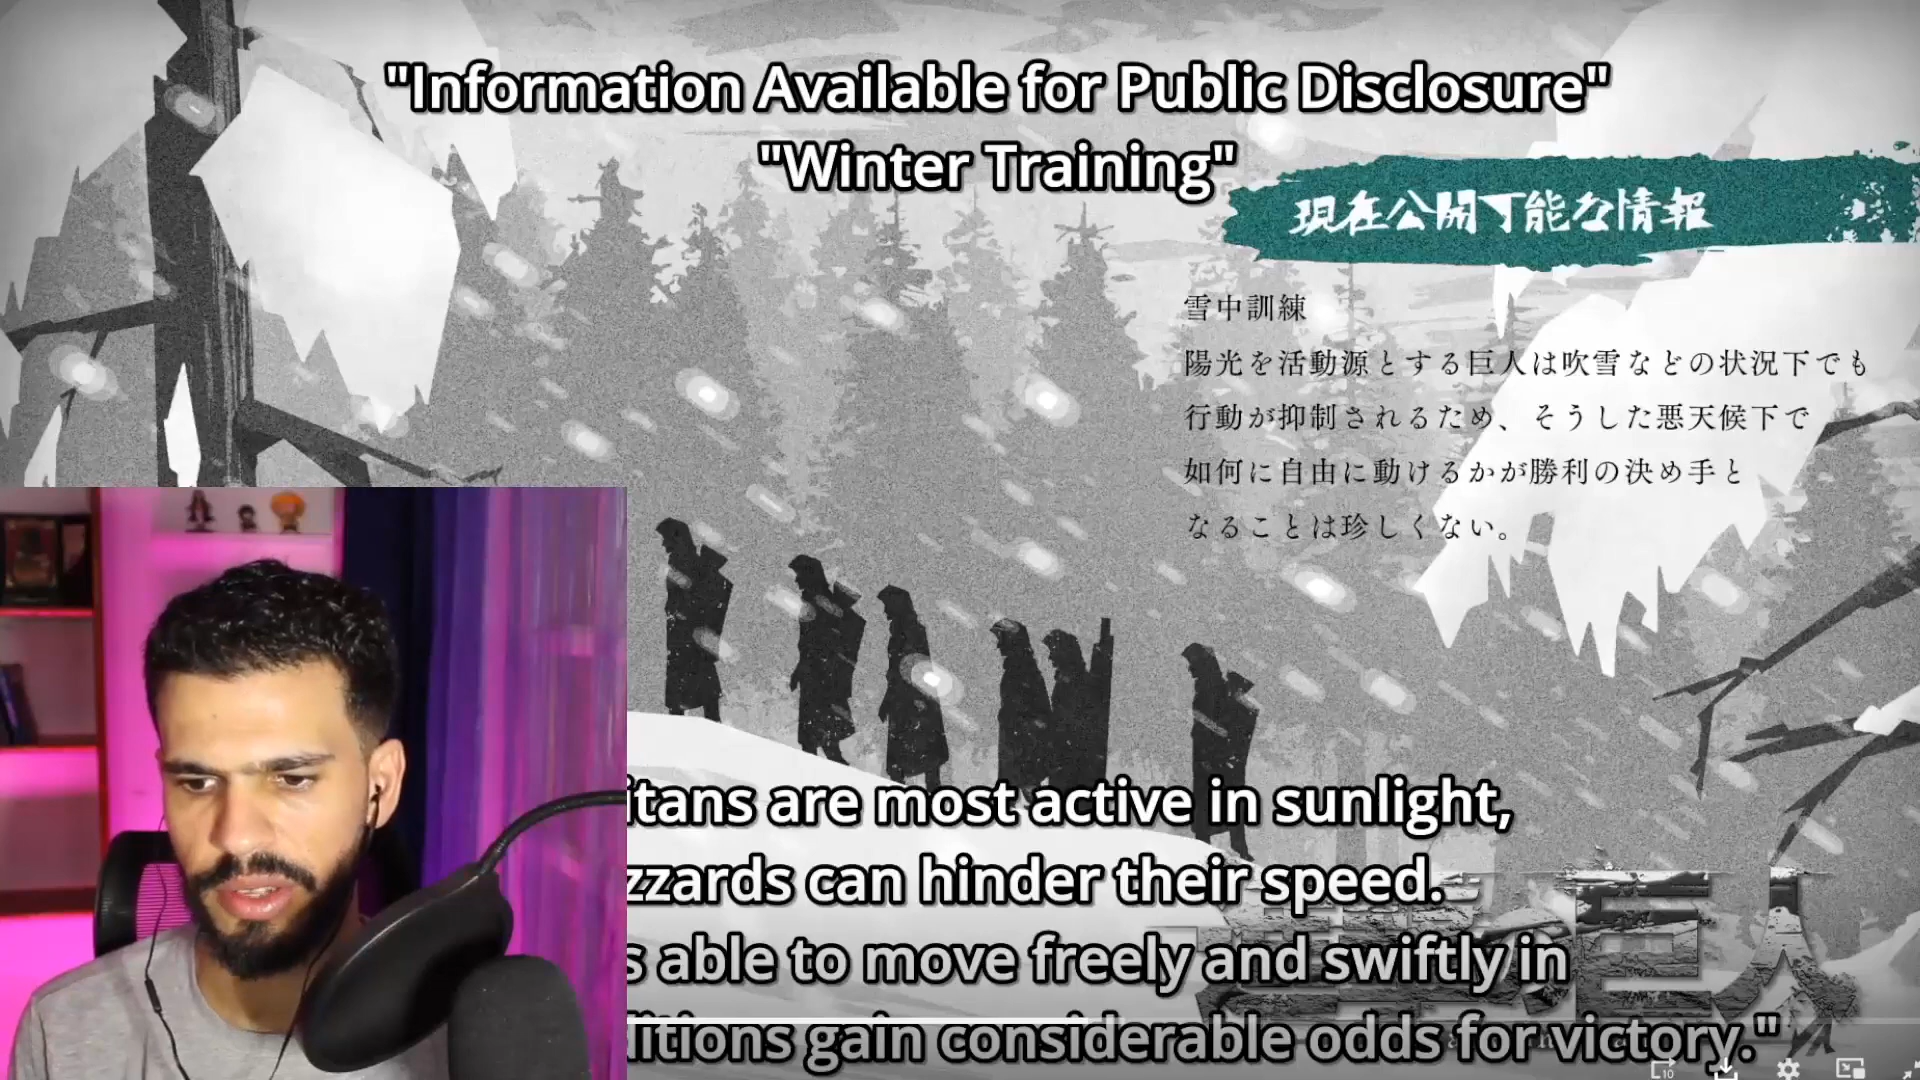 "Information Available for Public Disclosure"
"Winter Training"
現在公開可能な情報
雪中訓練
陽光を活動源とする巨人は吹雪などの状況下でも
行動が抑制されるため、そうした悪天候下で
如何に自由に動けるかが勝利の決め手と
なることは珍しくない。
itans are most active in sunlight,
zzards can hinder their speed.
s able to move freely and swiftly in
ditions gain considerable odds for victory."
巨人
10